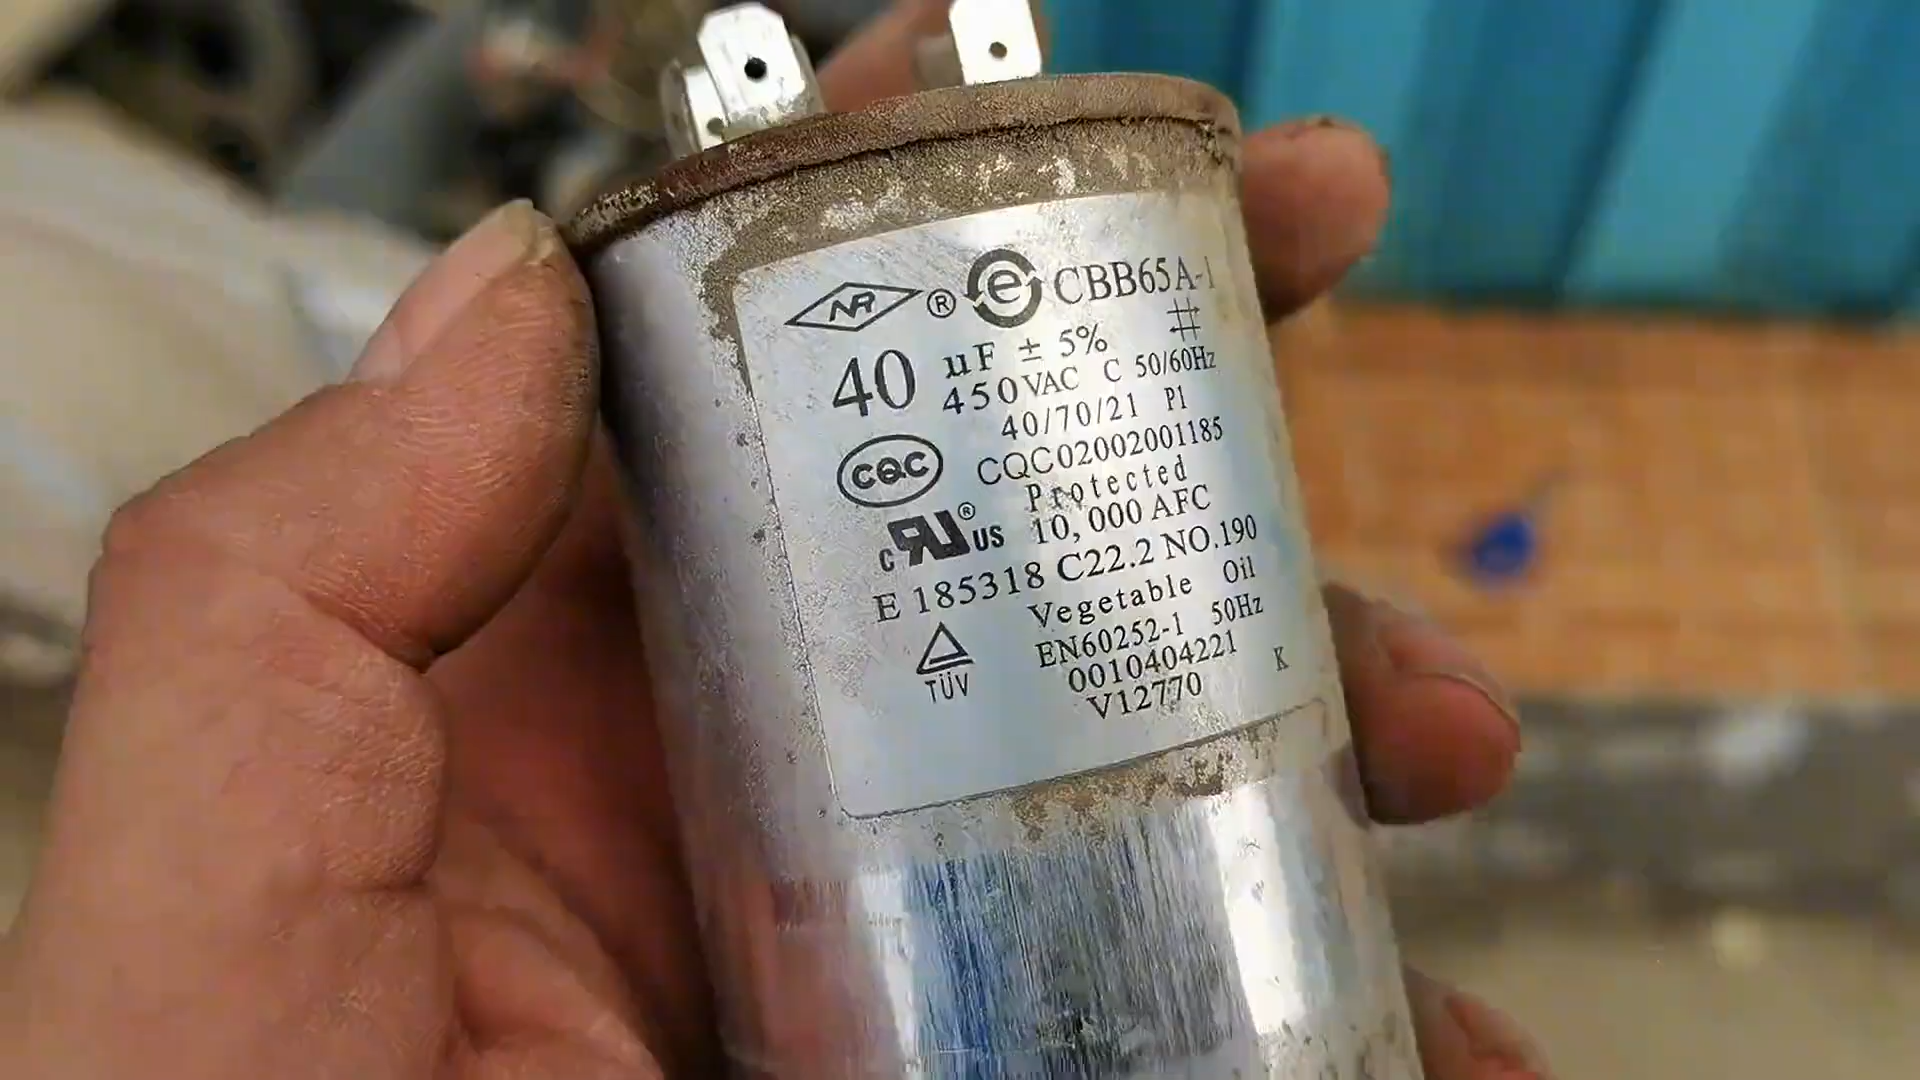 NR ® e CBB65A-1
40 uF ± 5%
450VAC C 50/60Hz
40/70/21 P1
CQC CQC02002001185
Protected
c RU ® US 10,000 AFC
E 185318 C22.2 NO.190
Vegetable Oil
EN60252-1 50Hz
TÜV 0010404221 K
V12770